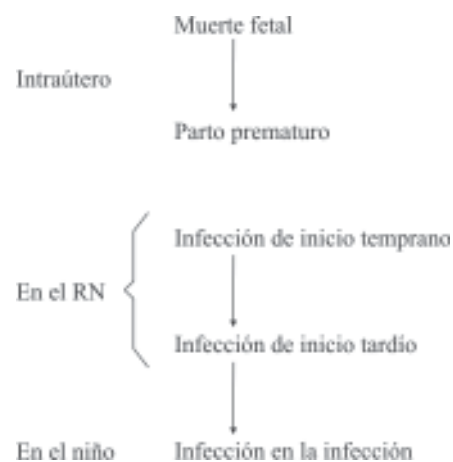 Muerte fetal
Intraútero
Parto prematuro
Infección de inicio temprano
En el RN
Infección de inicio tardío
En el niño Infección en la infección